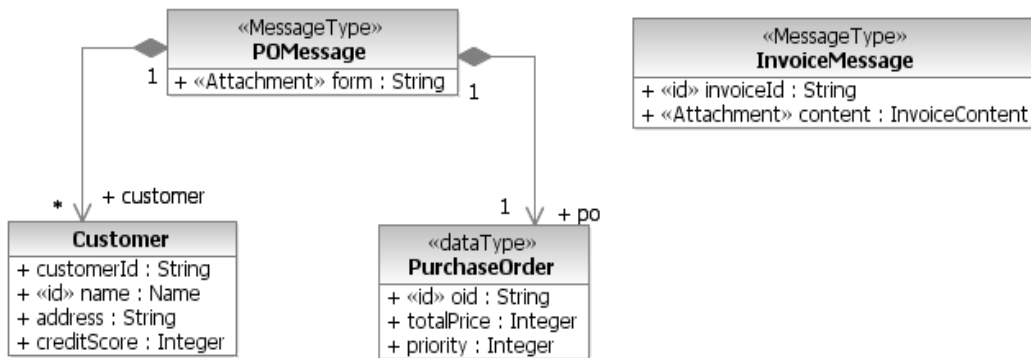 «MessageType»
POMessage
+ «Attachment» form : String
1
1
* + customer
1 + po
«MessageType»
InvoiceMessage
+ «id» invoiceId : String
+ «Attachment» content : InvoiceContent
Customer
+ customerId : String
+ «id» name : Name
+ address : String
+ creditScore : Integer
«dataType»
PurchaseOrder
+ «id» oid : String
+ totalPrice : Integer
+ priority : Integer